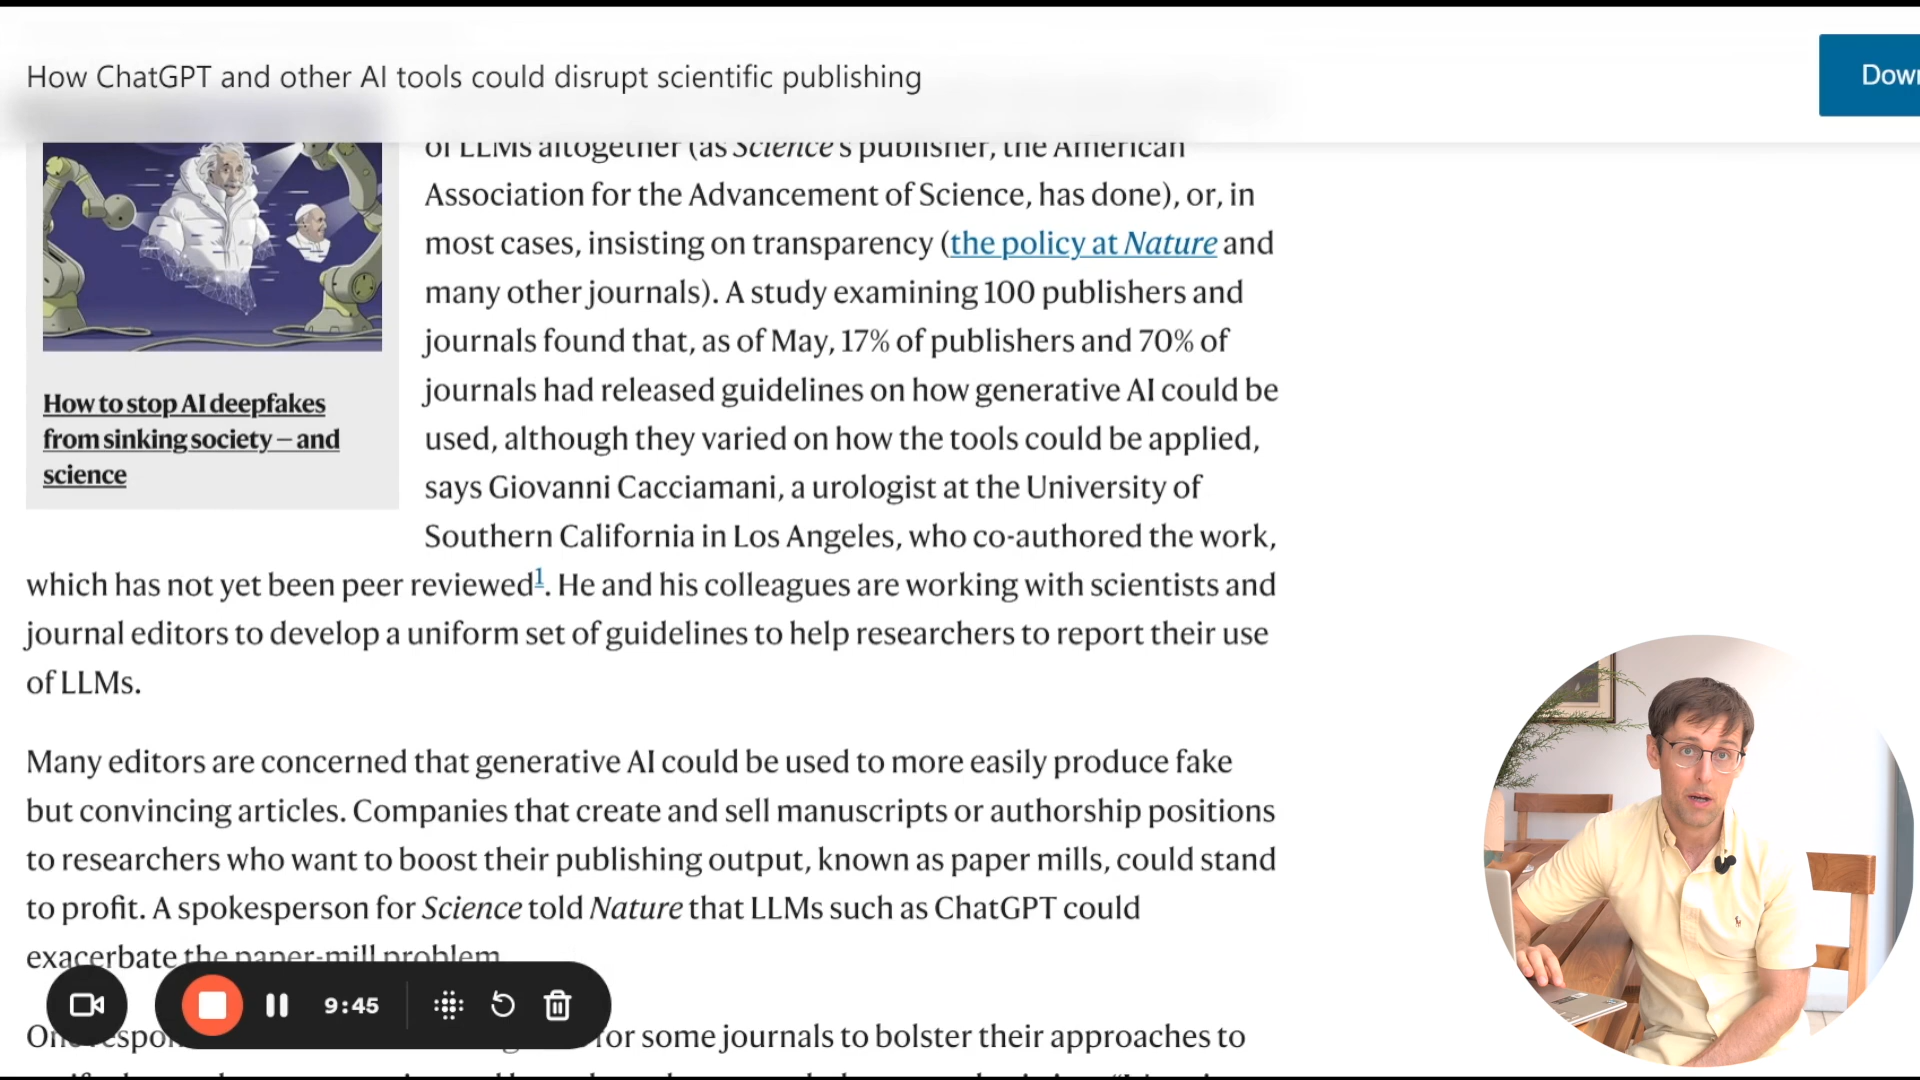 How ChatGPT and other AI tools could disrupt scientific publishing
Down
of LLMs altogether (as Science's publisher, the American
Association for the Advancement of Science, has done), or, in
most cases, insisting on transparency (the policy at Nature and
many other journals). A study examining 100 publishers and
journals found that, as of May, 17% of publishers and 70% of
journals had released guidelines on how generative AI could be
used, although they varied on how the tools could be applied,
says Giovanni Cacciamani, a urologist at the University of
Southern California in Los Angeles, who co-authored the work,
which has not yet been peer reviewed1. He and his colleagues are working with scientists and
journal editors to develop a uniform set of guidelines to help researchers to report their use
of LLMs.
How to stop AI deepfakes
from sinking society – and
science
Many editors are concerned that generative AI could be used to more easily produce fake
but convincing articles. Companies that create and sell manuscripts or authorship positions
to researchers who want to boost their publishing output, known as paper mills, could stand
to profit. A spokesperson for Science told Nature that LLMs such as ChatGPT could
exacerbate the paper-mill problem.
for some journals to bolster their approaches to
9:45